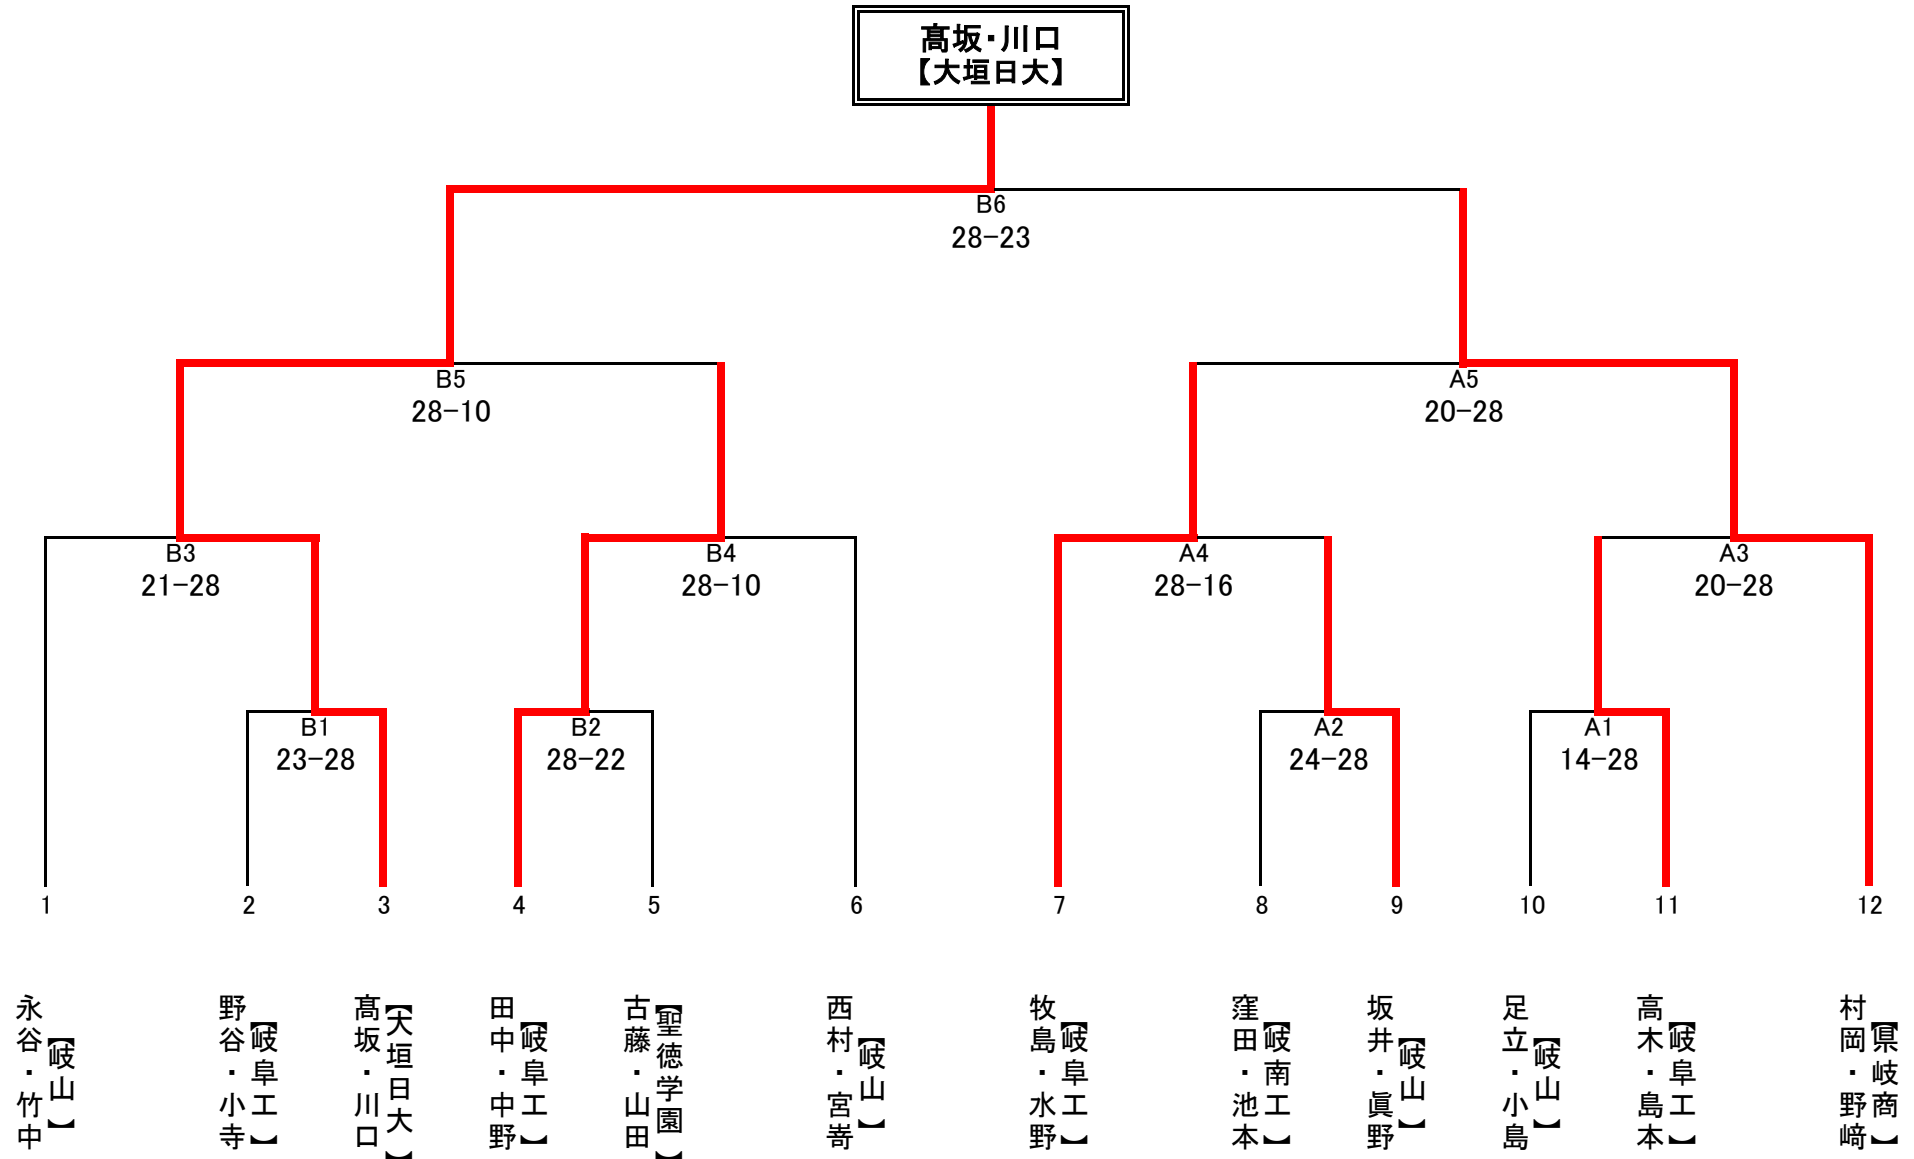 髙坂・川口
【大垣日大】
B6
28−23
B5
28−10
A5
20−28
B3
21−28
B4
28−10
A4
28−16
A3
20−28
B1
23−28
B2
28−22
A2
24−28
A1
14−28
1
2
3
4
5
6
7
8
9
10
11
12
永谷・竹中
【岐山】
野谷・小寺
【岐阜工】
髙坂・川口
【大垣日大】
田中・中野
【岐阜工】
古藤・山田
【聖徳学園】
西村・宮嵜
【岐山】
牧島・水野
【岐阜工】
窪田・池本
【岐南工】
坂井・眞野
【岐山】
足立・小島
【岐山】
高木・島本
【岐阜工】
村岡・野﨑
【県岐商】